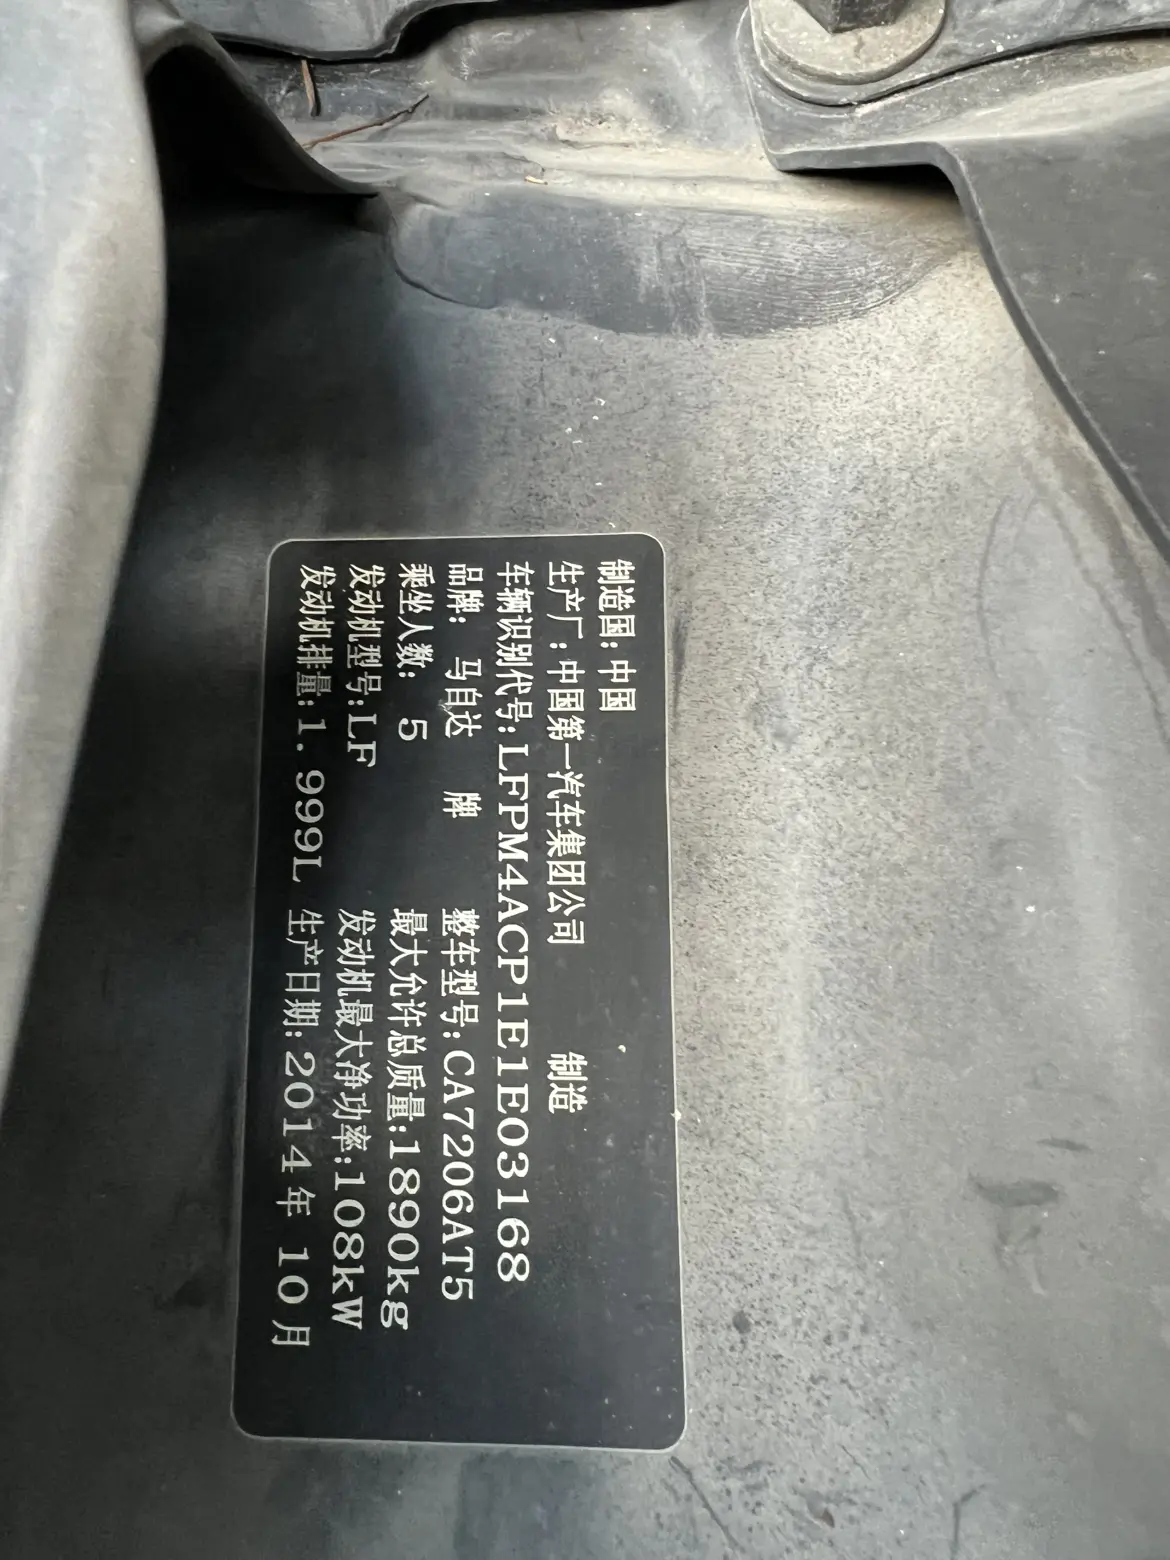 制造国：中国
生产厂：中国第一汽车集团公司 制造
车辆识别代号：LFPM4ACP1E1E03168
品牌： 马自达 牌 整车型号：CA7206AT5
乘坐人数： 5 最大允许总质量：1890kg
发动机型号：LF 发动机最大净功率：108kW
发动机排量：1.999L 生产日期：2014年 10月